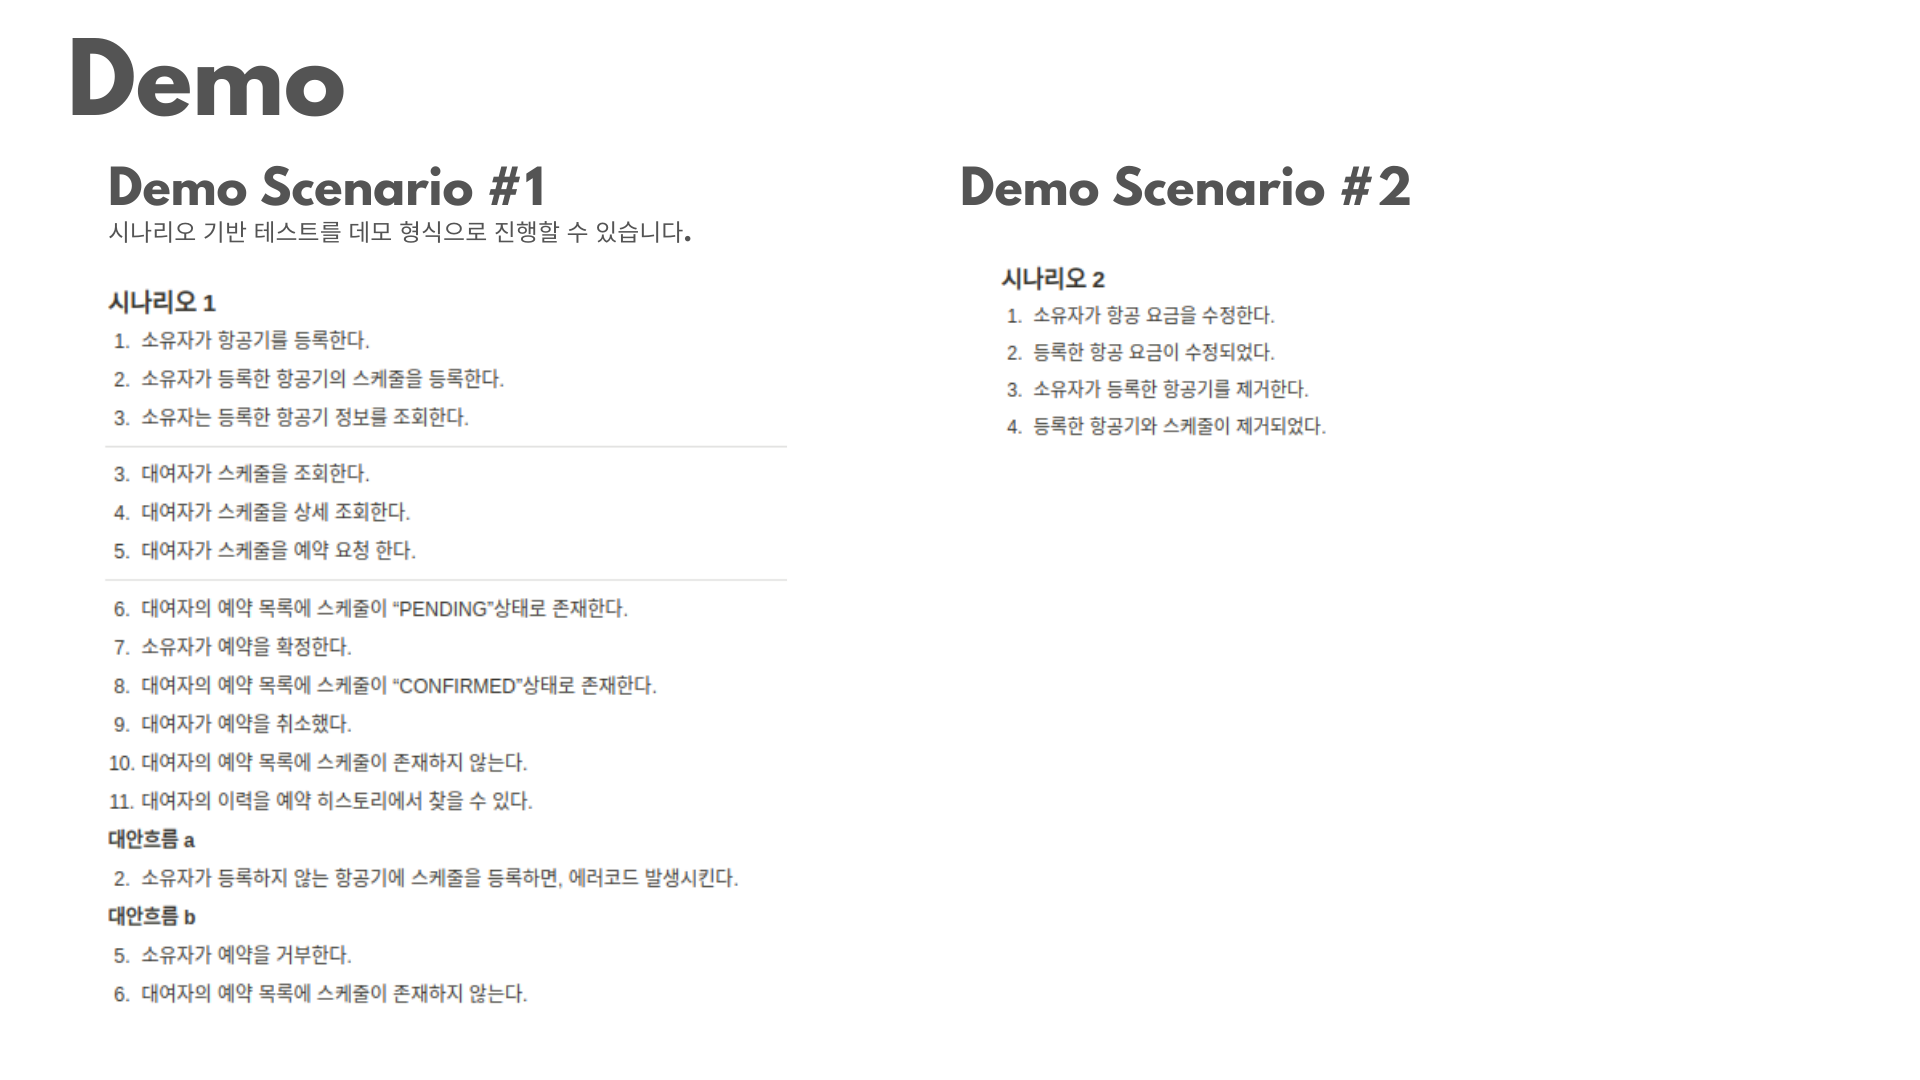 Demo
Demo Scenario #1
시나리오 기반 테스트를 데모 형식으로 진행할 수 있습니다.
시나리오 1
1. 소유자가 항공기를 등록한다.
2. 소유자가 등록한 항공기의 스케줄을 등록한다.
3. 소유자는 등록한 항공기 정보를 조회한다.
3. 대여자가 스케줄을 조회한다.
4. 대여자가 스케줄을 상세 조회한다.
5. 대여자가 스케줄을 예약 요청 한다.
6. 대여자의 예약 목록에 스케줄이 “PENDING”상태로 존재한다.
7. 소유자가 예약을 확정한다.
8. 대여자의 예약 목록에 스케줄이 “CONFIRMED”상태로 존재한다.
9. 대여자가 예약을 취소했다.
10. 대여자의 예약 목록에 스케줄이 존재하지 않는다.
11. 대여자의 이력을 예약 히스토리에서 찾을 수 있다.
대안흐름 a
2. 소유자가 등록하지 않는 항공기에 스케줄을 등록하면, 에러코드 발생시킨다.
대안흐름 b
5. 소유자가 예약을 거부한다.
6. 대여자의 예약 목록에 스케줄이 존재하지 않는다.
Demo Scenario #2
시나리오 2
1. 소유자가 항공 요금을 수정한다.
2. 등록한 항공 요금이 수정되었다.
3. 소유자가 등록한 항공기를 제거한다.
4. 등록한 항공기와 스케줄이 제거되었다.